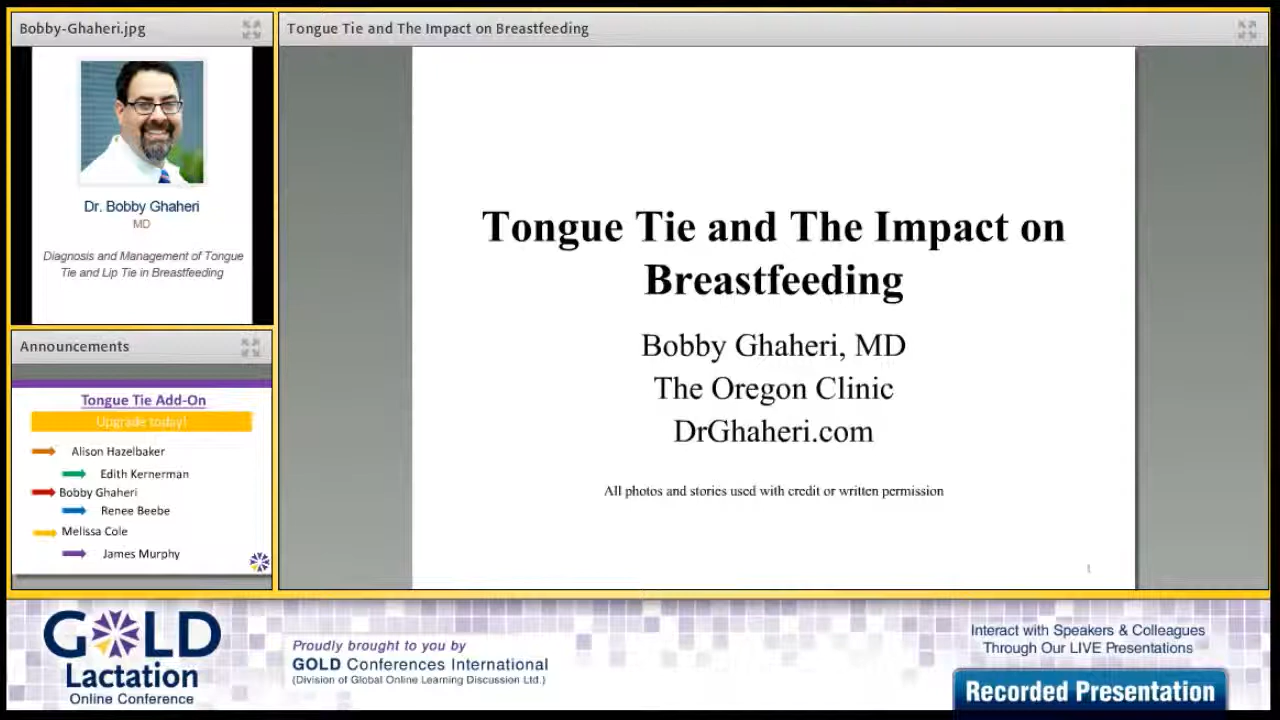 Bobby-Ghaheri.jpg
Dr. Bobby Ghaheri
MD
Diagnosis and Management of Tongue
Tie and Lip Tie in Breastfeeding
Announcements
Tongue Tie Add-On
Upgrade today!
Alison Hazelbaker
Edith Kernerman
Bobby Ghaheri
Renee Beebe
Melissa Cole
James Murphy
Tongue Tie and The Impact on Breastfeeding
Tongue Tie and The Impact on
Breastfeeding
Bobby Ghaheri, MD
The Oregon Clinic
DrGhaheri.com
All photos and stories used with credit or written permission
1
GOLD
Lactation
Online Conference
Proudly brought to you by
GOLD Conferences International
(Division of Global Online Learning Discussion Ltd.)
Interact with Speakers & Colleagues
Through Our LIVE Presentations
Recorded Presentation